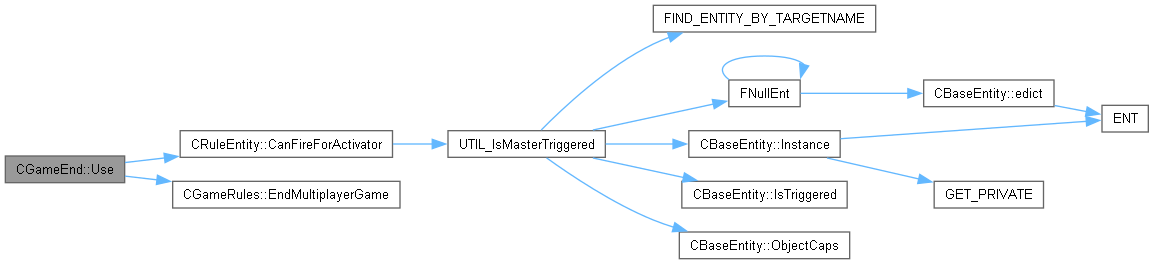 FIND_ENTITY_BY_TARGETNAME
FNullEnt
CBaseEntity::edict
ENT
CRuleEntity::CanFireForActivator
UTIL_IsMasterTriggered
CBaseEntity::Instance
CGameEnd::Use
CGameRules::EndMultiplayerGame
CBaseEntity::IsTriggered
GET_PRIVATE
CBaseEntity::ObjectCaps